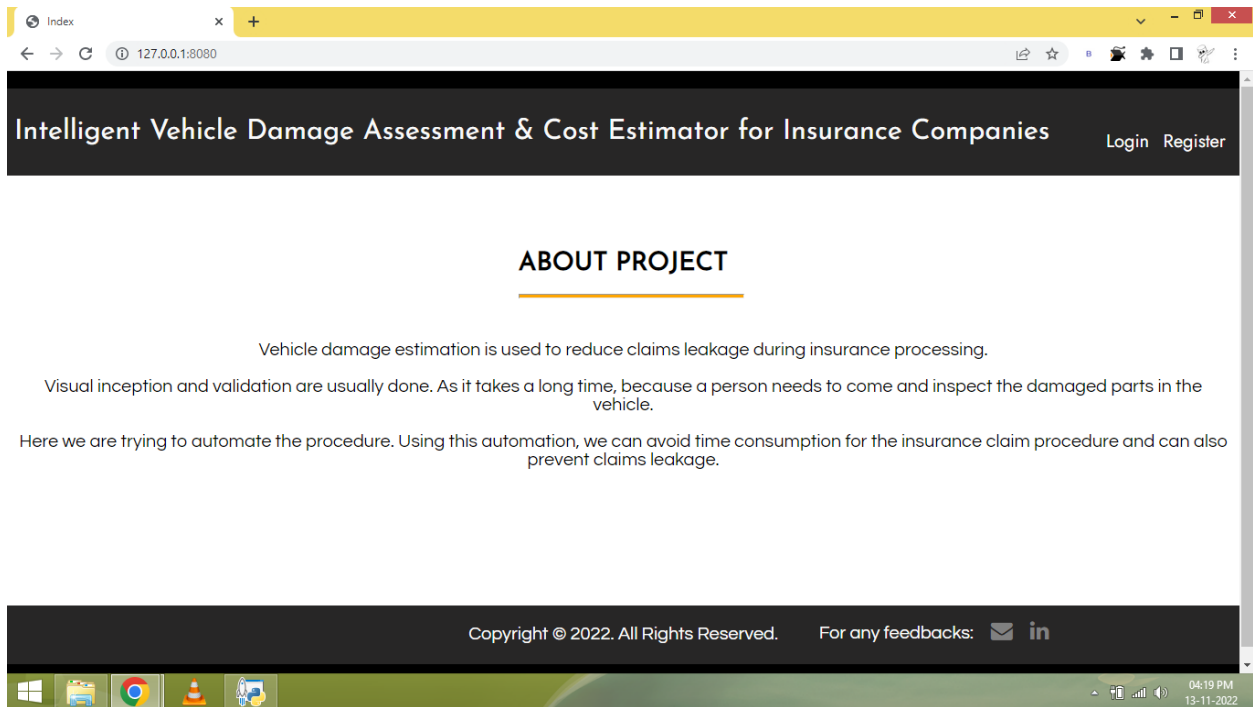 Index
127.0.0.1:8080
B
Intelligent Vehicle Damage Assessment & Cost Estimator for Insurance Companies
Login Register
ABOUT PROJECT
Vehicle damage estimation is used to reduce claims leakage during insurance processing.
Visual inception and validation are usually done. As it takes a long time, because a person needs to come and inspect the damaged parts in the
vehicle.
Here we are trying to automate the procedure. Using this automation, we can avoid time consumption for the insurance claim procedure and can also
prevent claims leakage.
Copyright © 2022. All Rights Reserved. For any feedbacks: in
04:19 PM
13-11-2022